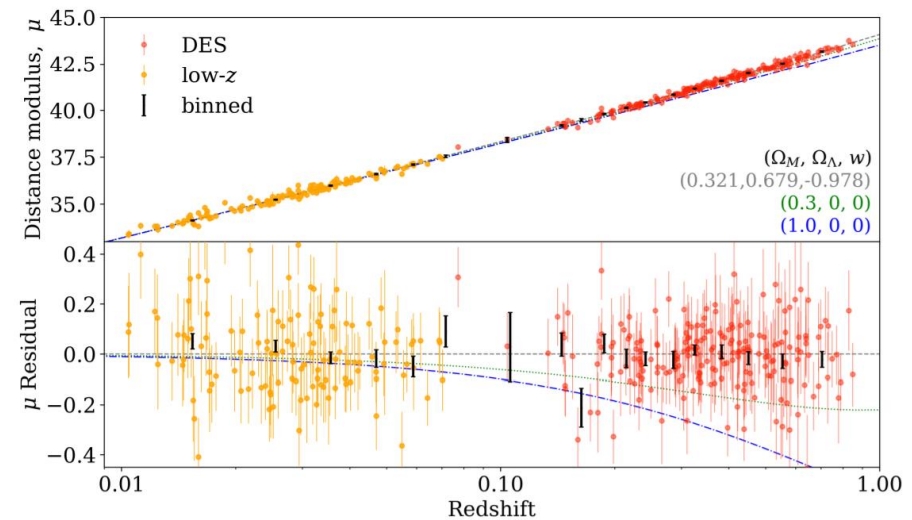 Distance modulus, μ
45.0
42.5
40.0
37.5
35.0
DES
low-z
binned
(Ω_M, Ω_Λ, w)
(0.321,0.679,-0.978)
(0.3, 0, 0)
(1.0, 0, 0)
μ Residual
0.4
0.2
0.0
−0.2
−0.4
0.01
0.10
1.00
Redshift